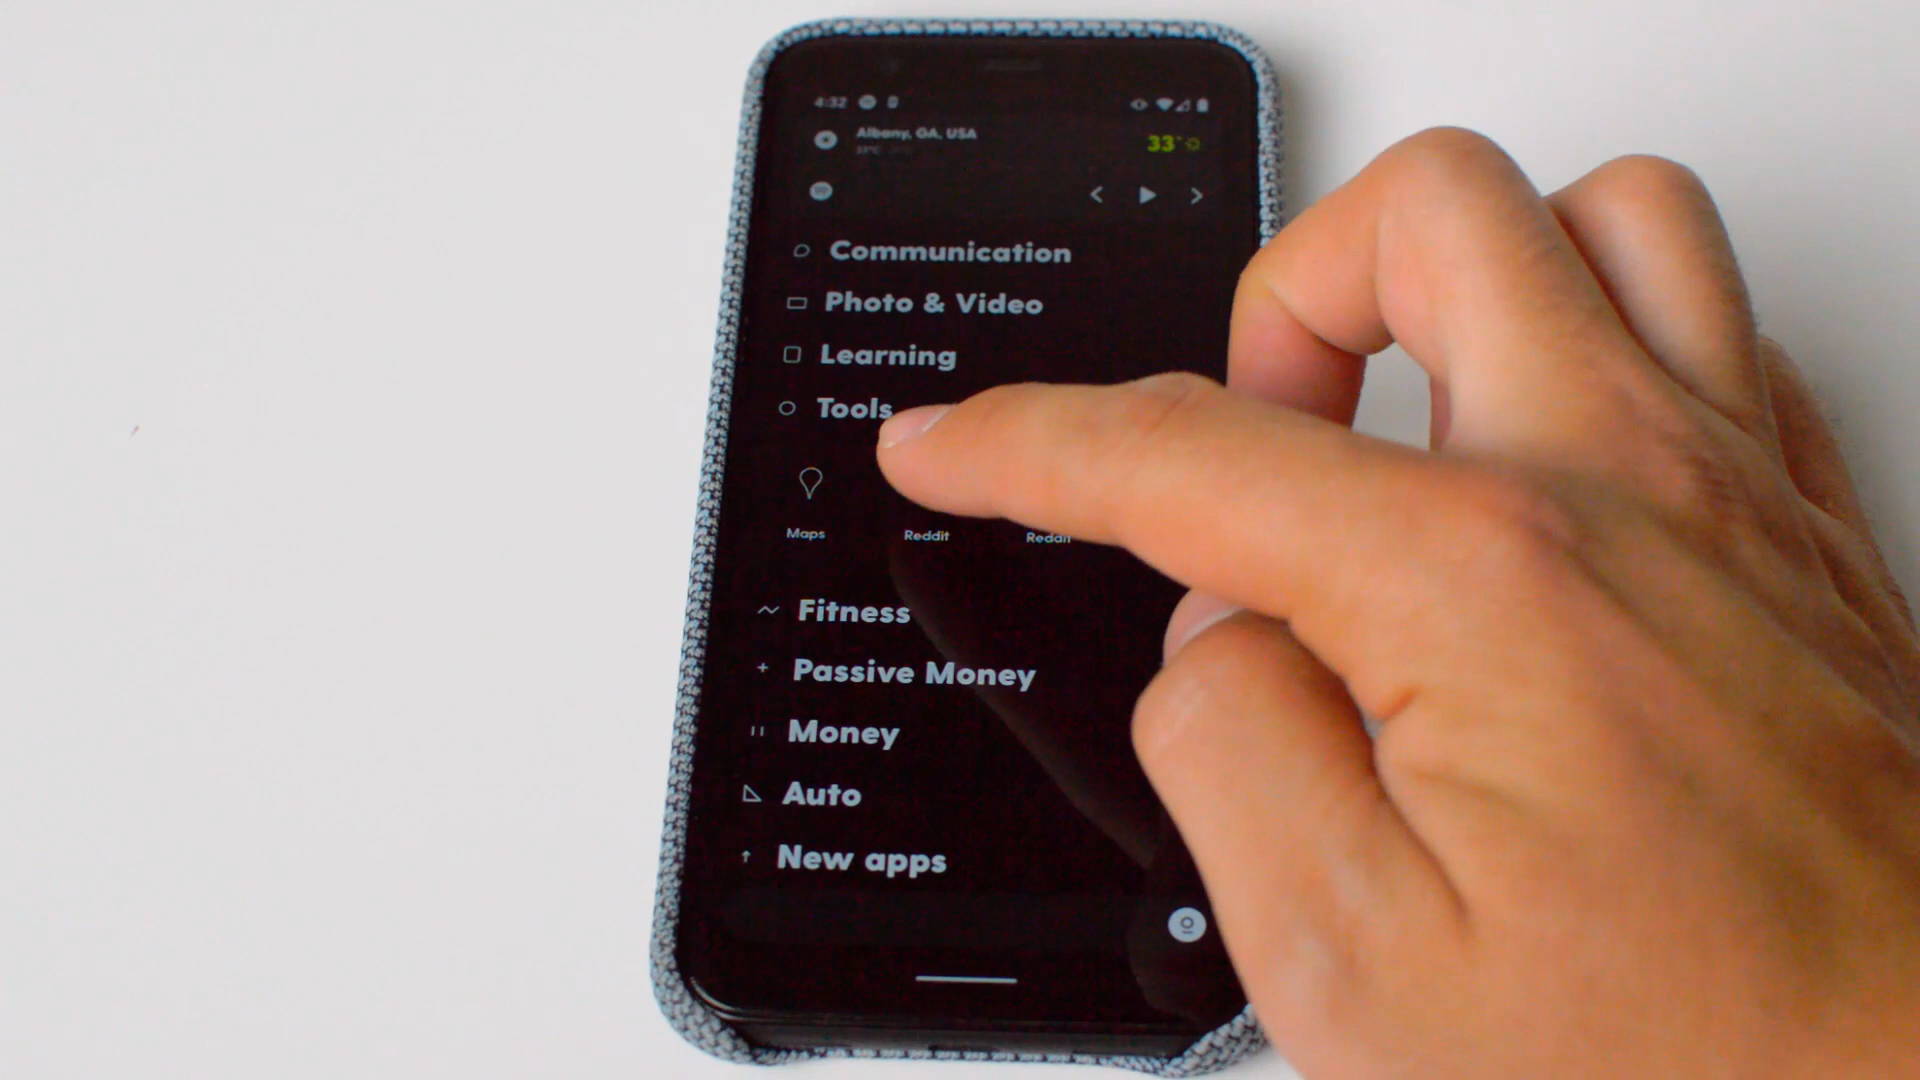 4:32
Albany, GA, USA
33°
Communication
Photo & Video
Learning
Tools
Maps Reddit Reddit
Fitness
Passive Money
Money
Auto
New apps